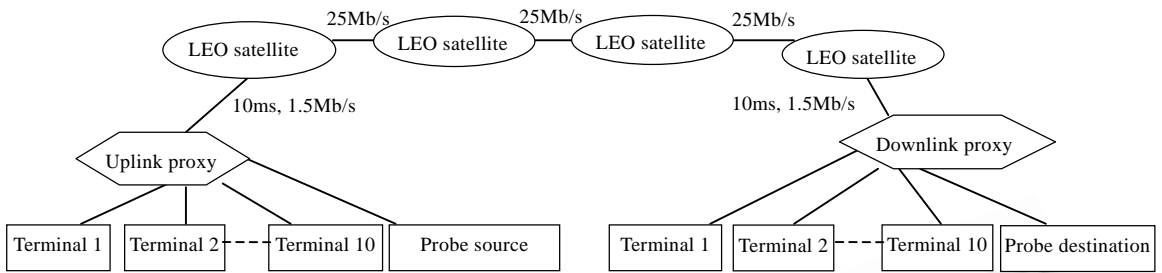 25Mb/s
25Mb/s
25Mb/s
LEO satellite
LEO satellite
LEO satellite
LEO satellite
10ms, 1.5Mb/s
10ms, 1.5Mb/s
Uplink proxy
Downlink proxy
Terminal 1
Terminal 2
Terminal 10
Probe source
Terminal 1
Terminal 2
Terminal 10
Probe destination